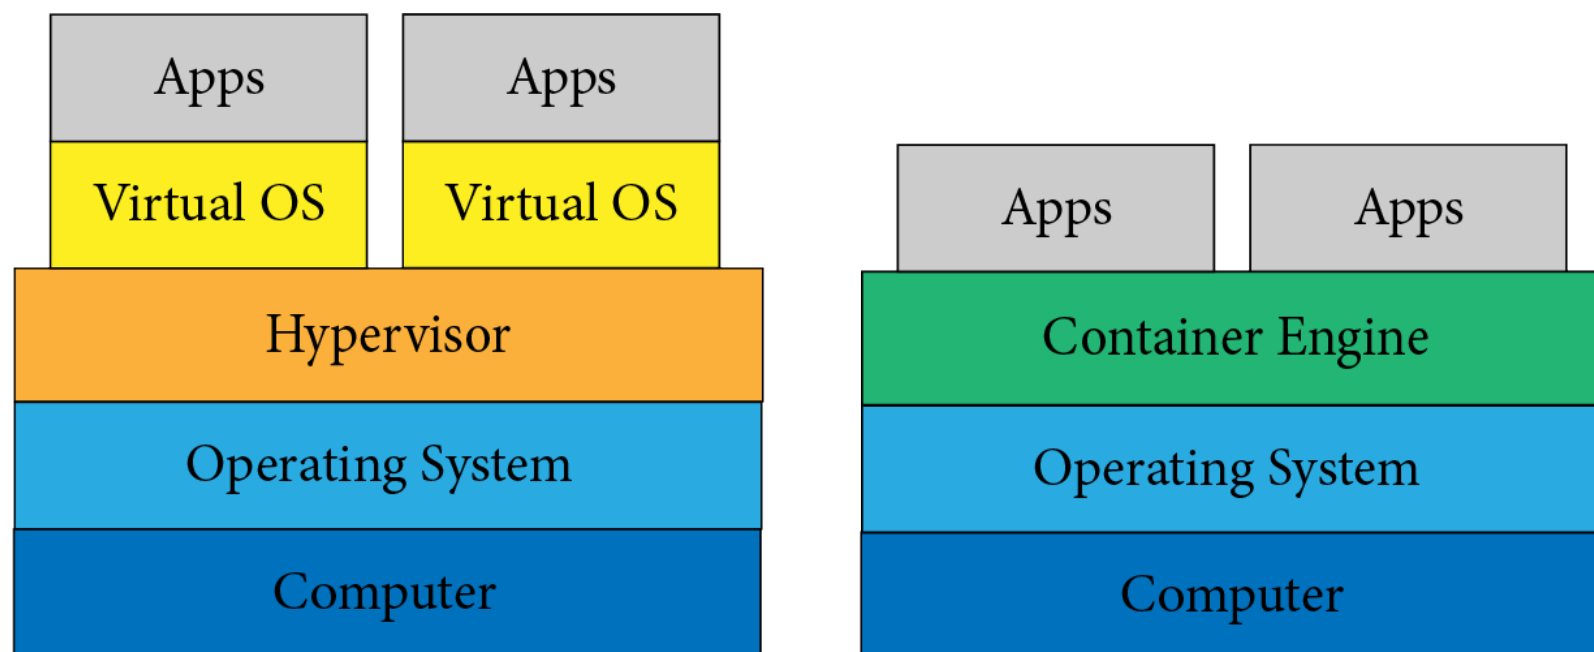 Apps
Apps
Virtual OS
Virtual OS
Hypervisor
Operating System
Computer
Apps
Apps
Container Engine
Operating System
Computer